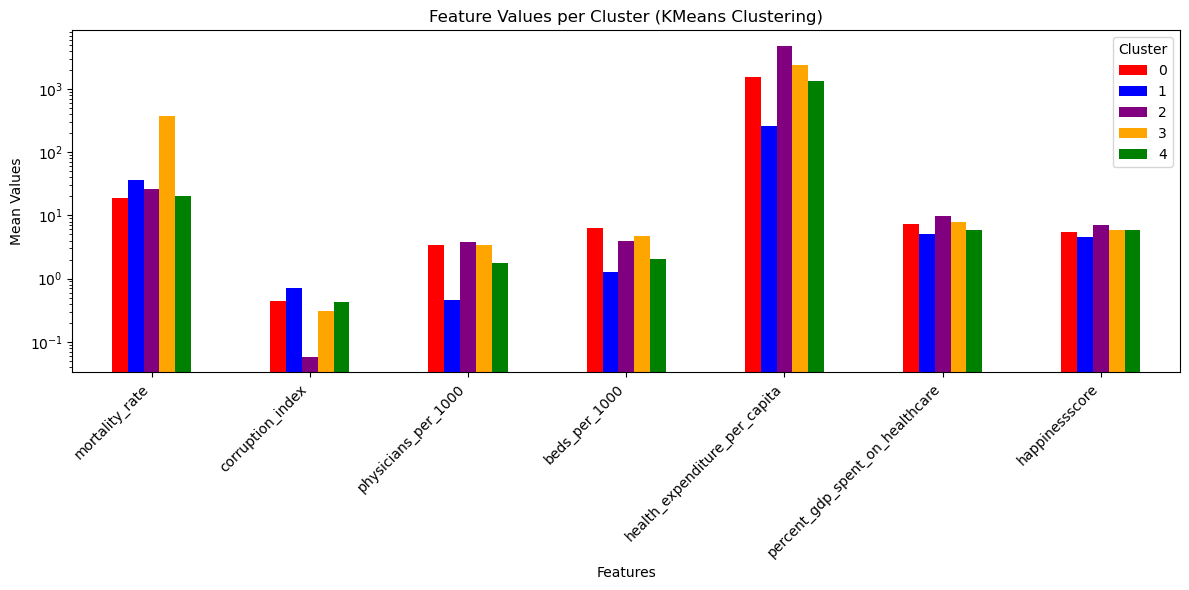 Feature Values per Cluster (KMeans Clustering)
Cluster
0
1
2
3
4
Mean Values
10³
10²
10¹
10⁰
10⁻¹
mortality_rate
corruption_index
physicians_per_1000
beds_per_1000
health_expenditure_per_capita
percent_gdp_spent_on_healthcare
happinessscore
Features